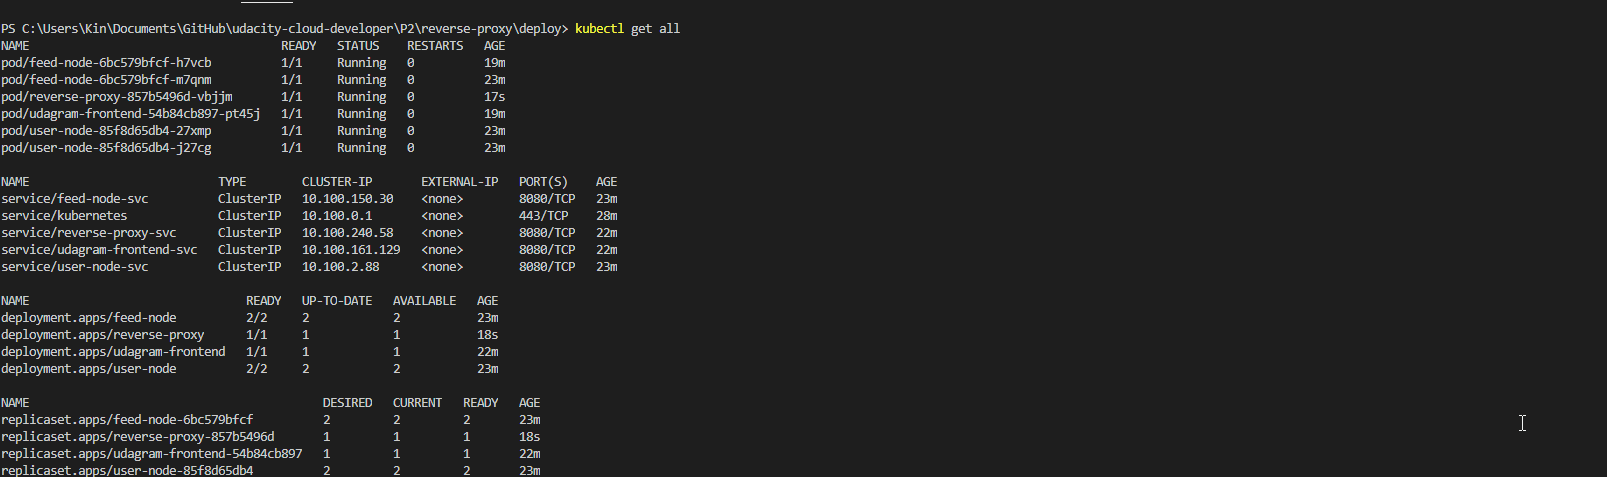 PS C:\Users\Kin\Documents\GitHub\udacity-cloud-developer\P2\reverse-proxy\deploy> kubectl get all
NAME READY STATUS RESTARTS AGE
pod/feed-node-6bc579bfcf-h7vcb 1/1 Running 0 19m
pod/feed-node-6bc579bfcf-m7qnm 1/1 Running 0 23m
pod/reverse-proxy-857b5496d-vbjjm 1/1 Running 0 17s
pod/udagram-frontend-54b84cb897-pt45j 1/1 Running 0 19m
pod/user-node-85f8d65db4-27xmp 1/1 Running 0 23m
pod/user-node-85f8d65db4-j27cg 1/1 Running 0 23m
NAME TYPE CLUSTER-IP EXTERNAL-IP PORT(S) AGE
service/feed-node-svc ClusterIP 10.100.150.30 <none> 8080/TCP 23m
service/kubernetes ClusterIP 10.100.0.1 <none> 443/TCP 28m
service/reverse-proxy-svc ClusterIP 10.100.240.58 <none> 8080/TCP 22m
service/udagram-frontend-svc ClusterIP 10.100.161.129 <none> 8080/TCP 22m
service/user-node-svc ClusterIP 10.100.2.88 <none> 8080/TCP 23m
NAME READY UP-TO-DATE AVAILABLE AGE
deployment.apps/feed-node 2/2 2 2 23m
deployment.apps/reverse-proxy 1/1 1 1 18s
deployment.apps/udagram-frontend 1/1 1 1 22m
deployment.apps/user-node 2/2 2 2 23m
NAME DESIRED CURRENT READY AGE
replicaset.apps/feed-node-6bc579bfcf 2 2 2 23m
replicaset.apps/reverse-proxy-857b5496d 1 1 1 18s
replicaset.apps/udagram-frontend-54b84cb897 1 1 1 22m
replicaset.apps/user-node-85f8d65db4 2 2 2 23m